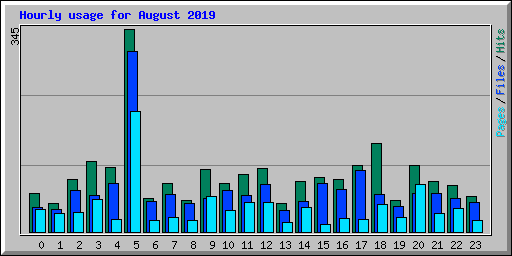 Hourly usage for August 2019
345
Pages/Files/Hits
0 1 2 3 4 5 6 7 8 9 10 11 12 13 14 15 16 17 18 19 20 21 22 23